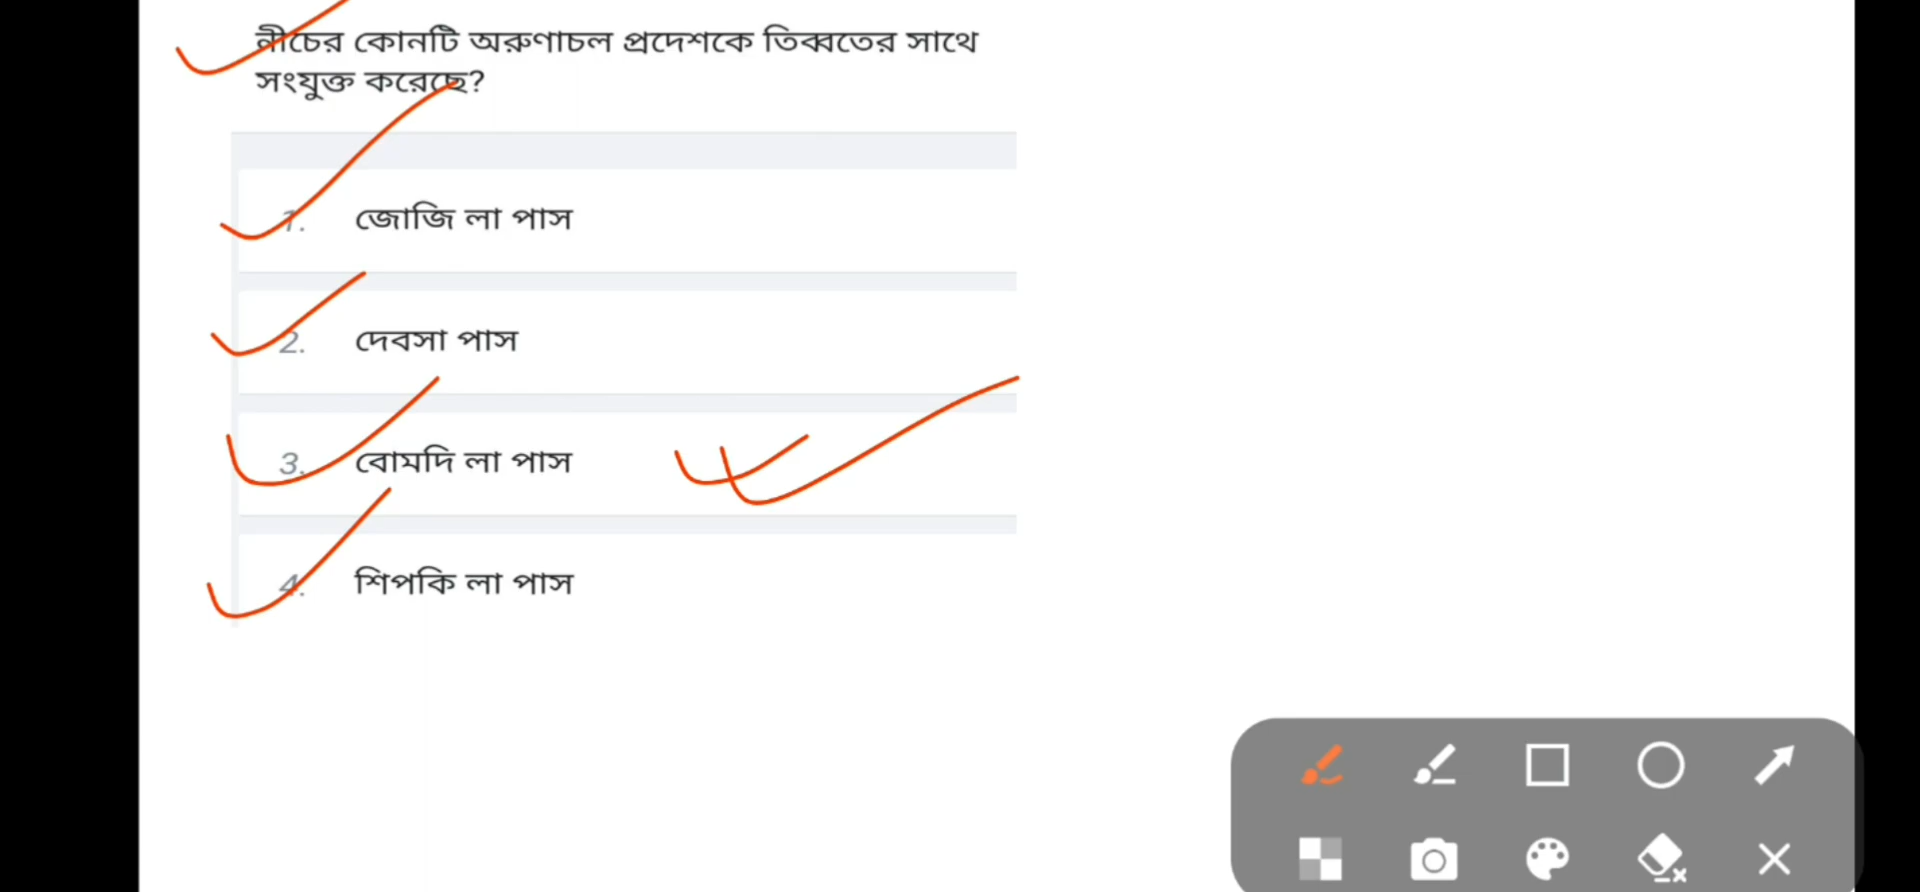 নীচের কোনটি অরুণাচল প্রদেশকে তিব্বতের সাথে
সংযুক্ত করেছে?
1. জোজি লা পাস
2. দেবসা পাস
3. বোমদি লা পাস
4. শিপকি লা পাস